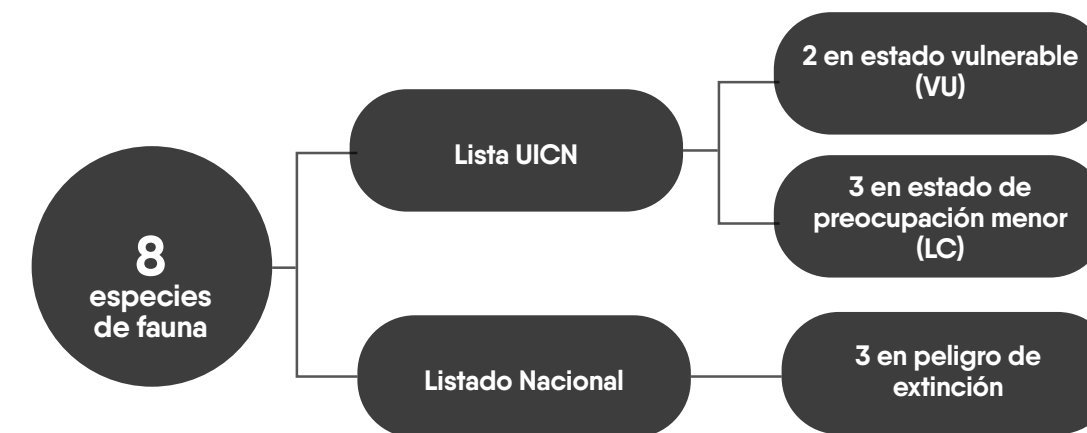 8
especies
de fauna
Lista UICN
2 en estado vulnerable
(VU)
3 en estado de
preocupación menor
(LC)
Listado Nacional
3 en peligro de
extinción